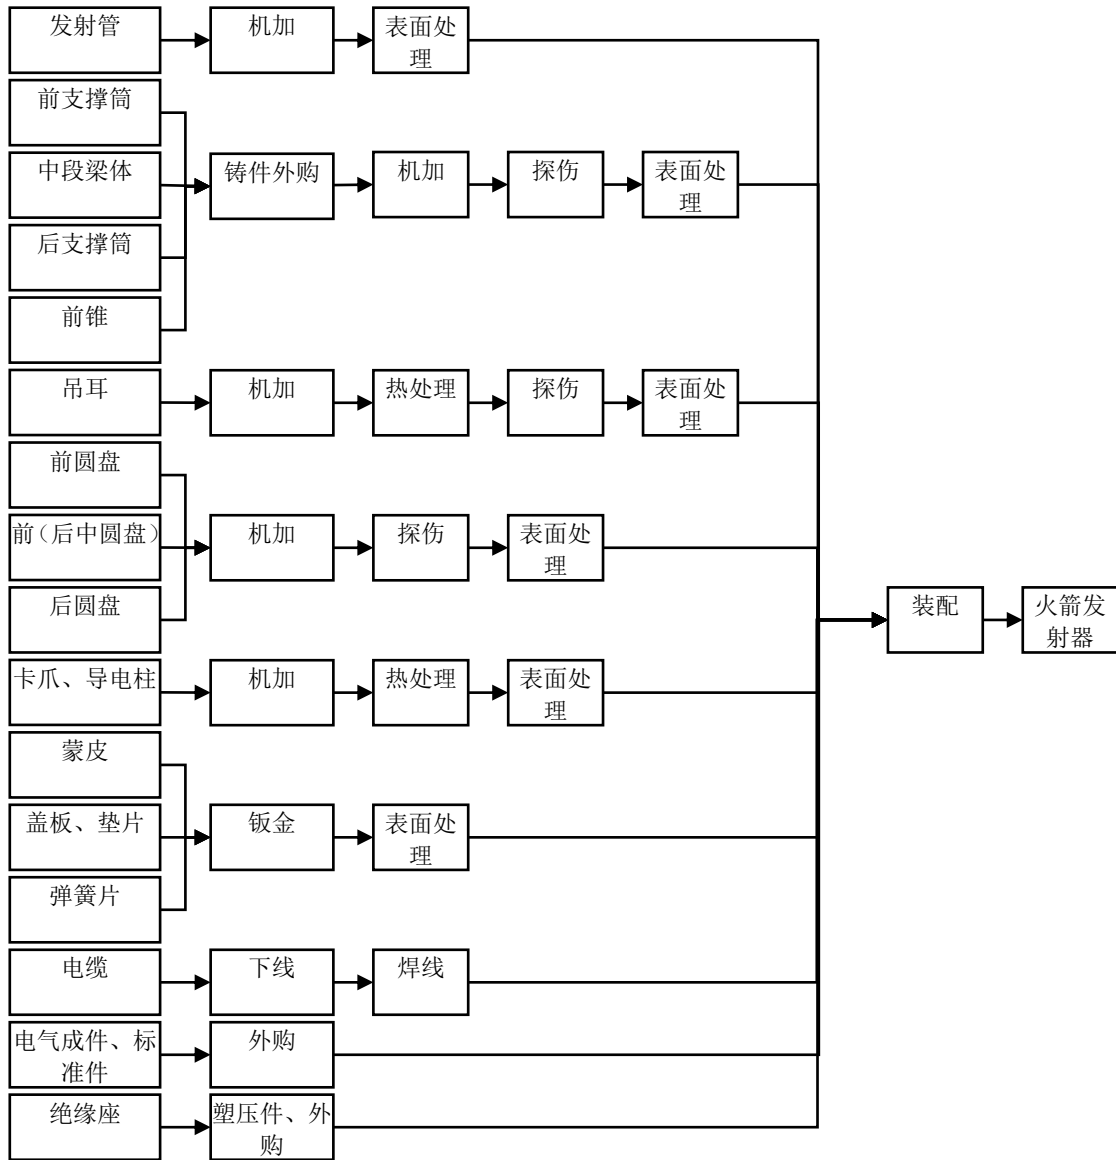 发射管
机加
表面处
理
前支撑筒
中段梁体
后支撑筒
前锥
铸件外购
机加
探伤
表面处
理
吊耳
机加
热处理
探伤
表面处
理
前圆盘
前（后中圆盘）
后圆盘
机加
探伤
表面处
理
卡爪、导电柱
机加
热处理
表面处
理
蒙皮
盖板、垫片
弹簧片
钣金
表面处
理
电缆
下线
焊线
电气成件、标
准件
外购
绝缘座
塑压件、外
购
装配
火箭发
射器